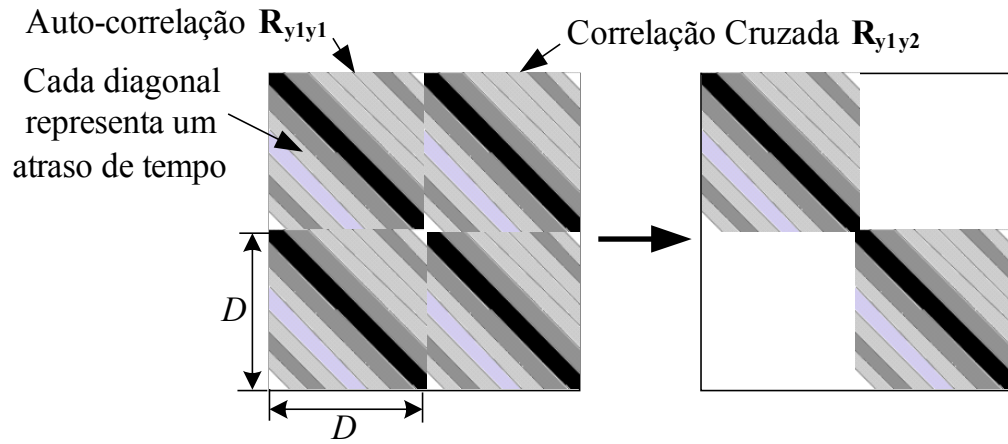 Auto-correlação Ry1y1
Correlação Cruzada Ry1y2
Cada diagonal
representa um
atraso de tempo
D
D